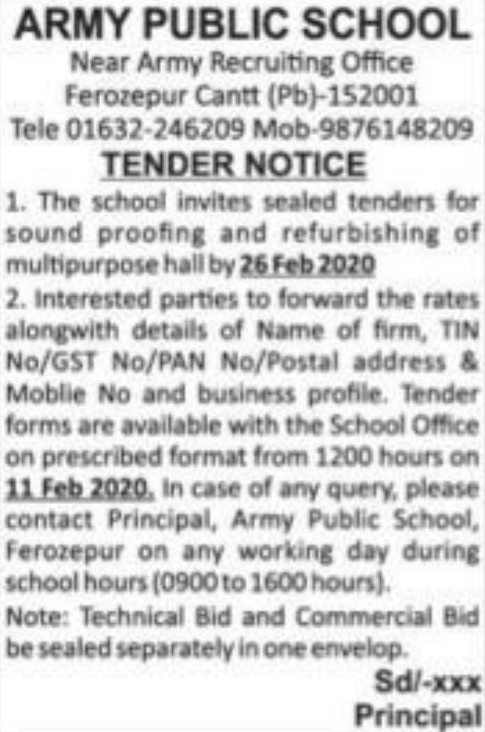 ARMY PUBLIC SCHOOL
Near Army Recruiting Office
Ferozepur Cantt (Pb)-152001
Tele 01632-246209 Mob-9876148209
TENDER NOTICE
1. The school invites sealed tenders for
sound proofing and refurbishing of
multipurpose hall by 26 Feb 2020
2. Interested parties to forward the rates
alongwith details of Name of firm, TIN
No/GST No/PAN No/Postal address &
Moblie No and business profile. Tender
forms are available with the School Office
on prescribed format from 1200 hours on
11 Feb 2020. In case of any query, please
contact Principal, Army Public School,
Ferozepur on any working day during
school hours (0900 to 1600 hours).
Note: Technical Bid and Commercial Bid
be sealed separately in one envelop.
Sd/-xxx
Principal